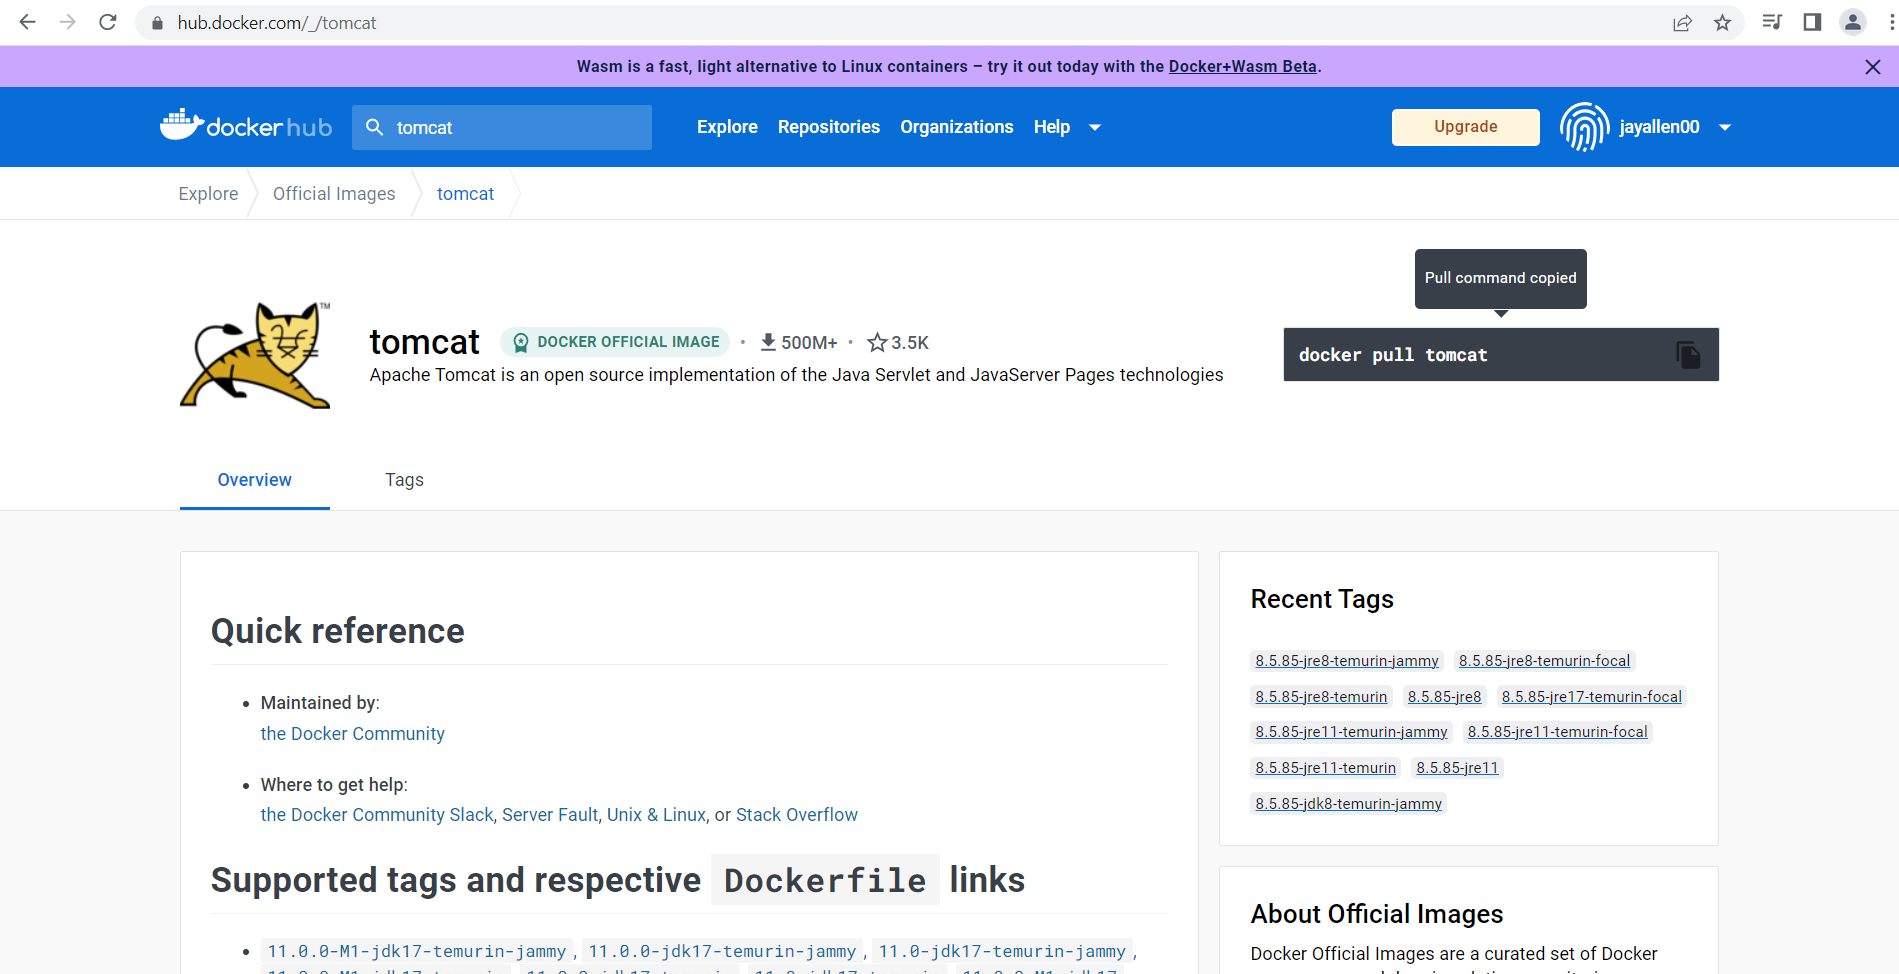 hub.docker.com/_/tomcat
Wasm is a fast, light alternative to Linux containers – try it out today with the Docker+Wasm Beta.
docker hub
tomcat
Explore Repositories Organizations Help
Upgrade
jayallen00
Explore
Official Images
tomcat
Pull command copied
TM
tomcat
DOCKER OFFICIAL IMAGE
• 500M+ • 3.5K
Apache Tomcat is an open source implementation of the Java Servlet and JavaServer Pages technologies
docker pull tomcat
Overview
Tags
Quick reference
• Maintained by:
the Docker Community
• Where to get help:
the Docker Community Slack, Server Fault, Unix & Linux, or Stack Overflow
Supported tags and respective Dockerfile links
• 11.0.0-M1-jdk17-temurin-jammy, 11.0.0-jdk17-temurin-jammy, 11.0-jdk17-temurin-jammy,
Recent Tags
8.5.85-jre8-temurin-jammy 8.5.85-jre8-temurin-focal
8.5.85-jre8-temurin 8.5.85-jre8 8.5.85-jre17-temurin-focal
8.5.85-jre11-temurin-jammy 8.5.85-jre11-temurin-focal
8.5.85-jre11-temurin 8.5.85-jre11
8.5.85-jdk8-temurin-jammy
About Official Images
Docker Official Images are a curated set of Docker